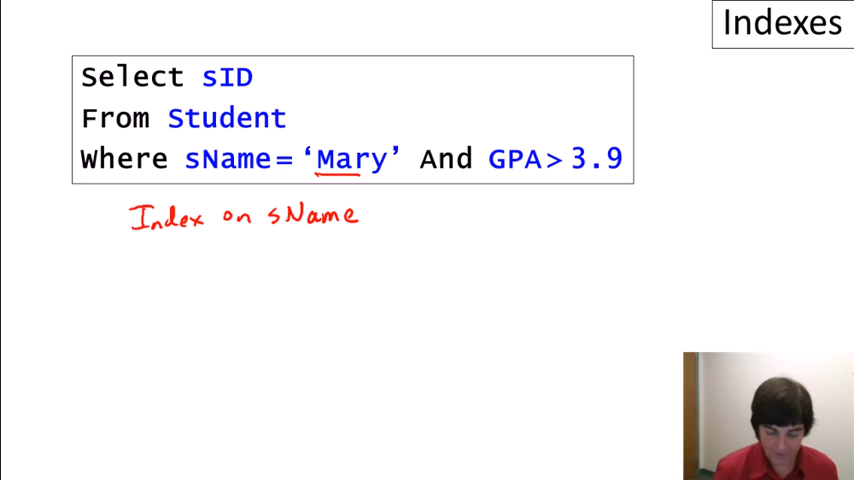 Indexes
Select sID
From Student
Where sName = ‘Mary’ And GPA > 3.9
Index on sName